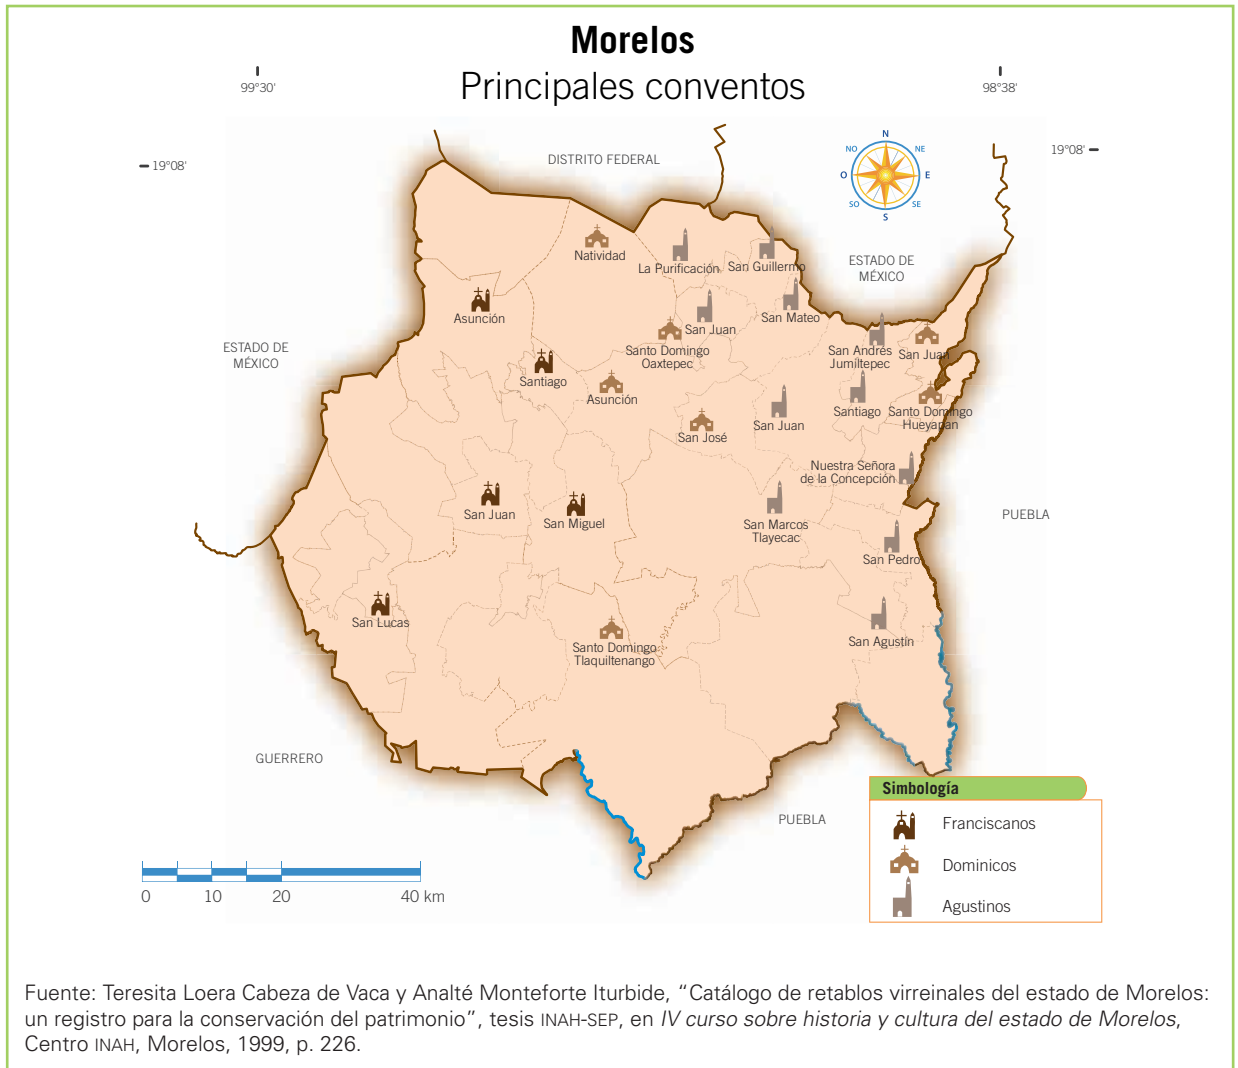 Morelos
Principales conventos
99°30'
98°38'
19°08'
19°08'
DISTRITO FEDERAL
N
NO
NE
O
E
SO
SE
S
ESTADO DE
MÉXICO
Natividad
La Purificación
San Guillermo
Asunción
San Mateo
San Juan
ESTADO DE
MÉXICO
Santo Domingo
Oaxtepec
San Andrés
Jumiltepec
San Juan
Santiago
Asunción
San José
San Juan
Santiago
Santo Domingo
Hueyapan
Nuestra Señora
de la Concepción
San Juan
San Miguel
San Marcos
Tlayecac
PUEBLA
San Pedro
San Lucas
Santo Domingo
Tlaquiltenango
San Agustín
GUERRERO
PUEBLA
Simbología
Franciscanos
Dominicos
Agustinos
0 10 20 40 km
Fuente: Teresita Loera Cabeza de Vaca y Analté Monteforte Iturbide, “Catálogo de retablos virreinales del estado de Morelos:
un registro para la conservación del patrimonio”, tesis INAH-SEP, en IV curso sobre historia y cultura del estado de Morelos,
Centro INAH, Morelos, 1999, p. 226.